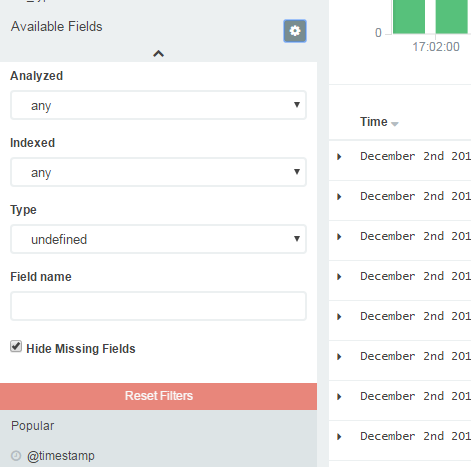 Available Fields
Analyzed
any
Indexed
any
Type
undefined
Field name
Hide Missing Fields
Reset Filters
Popular
@timestamp
0
17:02:00
Time
December 2nd 201
December 2nd 201
December 2nd 201
December 2nd 201
December 2nd 201
December 2nd 201
December 2nd 201
December 2nd 201